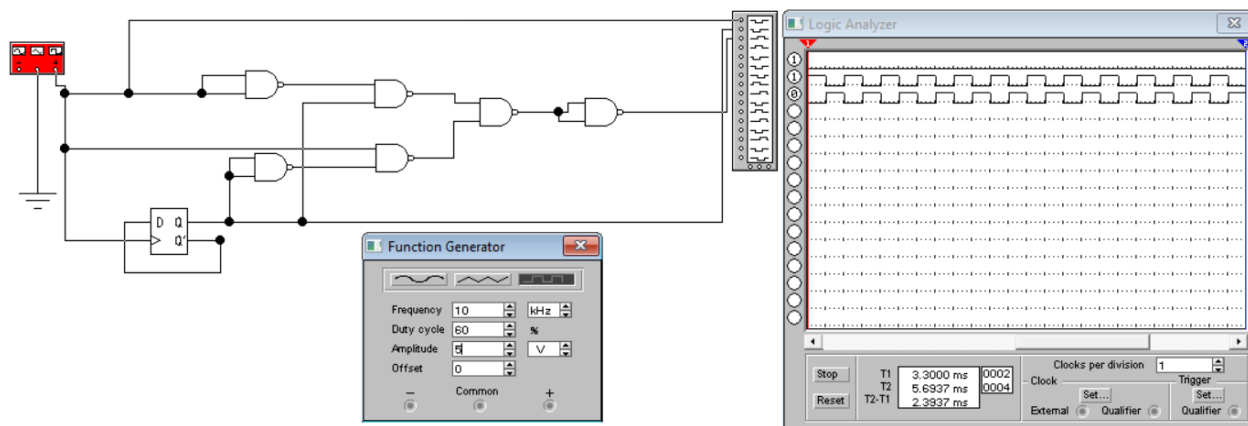 Logic Analyzer
1
2
1
1
0
D Q
Q'
Function Generator
Frequency 10 kHz
Duty cycle 60 %
Amplitude 5 V
Offset 0
− Common +
Stop
Reset
T1 3.3000 ms 0002
T2 5.6937 ms 0004
T2-T1 2.3937 ms
Clocks per division 1
Clock
Set...
External Qualifier
Trigger
Set...
Qualifier